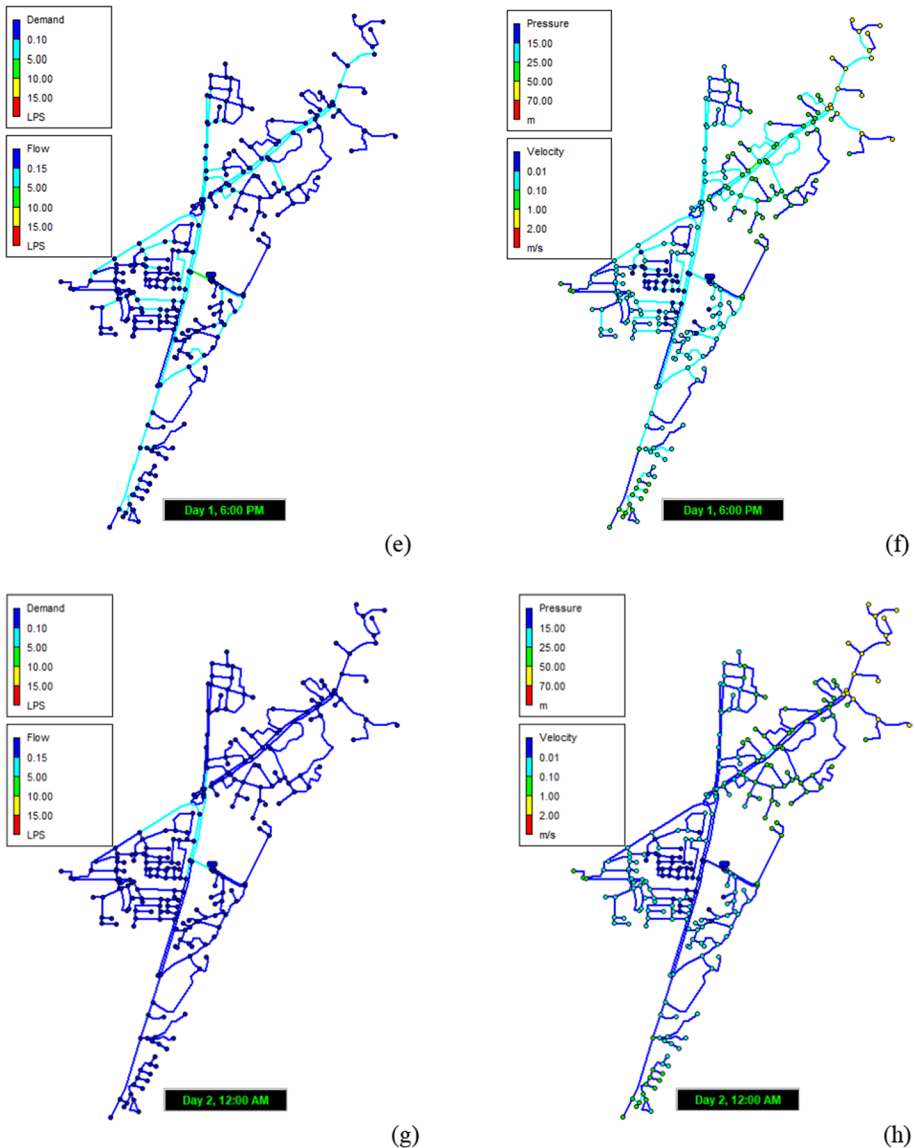 Demand
0.10
5.00
10.00
15.00
LPS
Flow
0.15
5.00
10.00
15.00
LPS
Day 1, 6:00 PM
(e)
Pressure
15.00
25.00
50.00
70.00
m
Velocity
0.01
0.10
1.00
2.00
m/s
Day 1, 6:00 PM
(f)
Demand
0.10
5.00
10.00
15.00
LPS
Flow
0.15
5.00
10.00
15.00
LPS
Day 2, 12:00 AM
(g)
Pressure
15.00
25.00
50.00
70.00
m
Velocity
0.01
0.10
1.00
2.00
m/s
Day 2, 12:00 AM
(h)